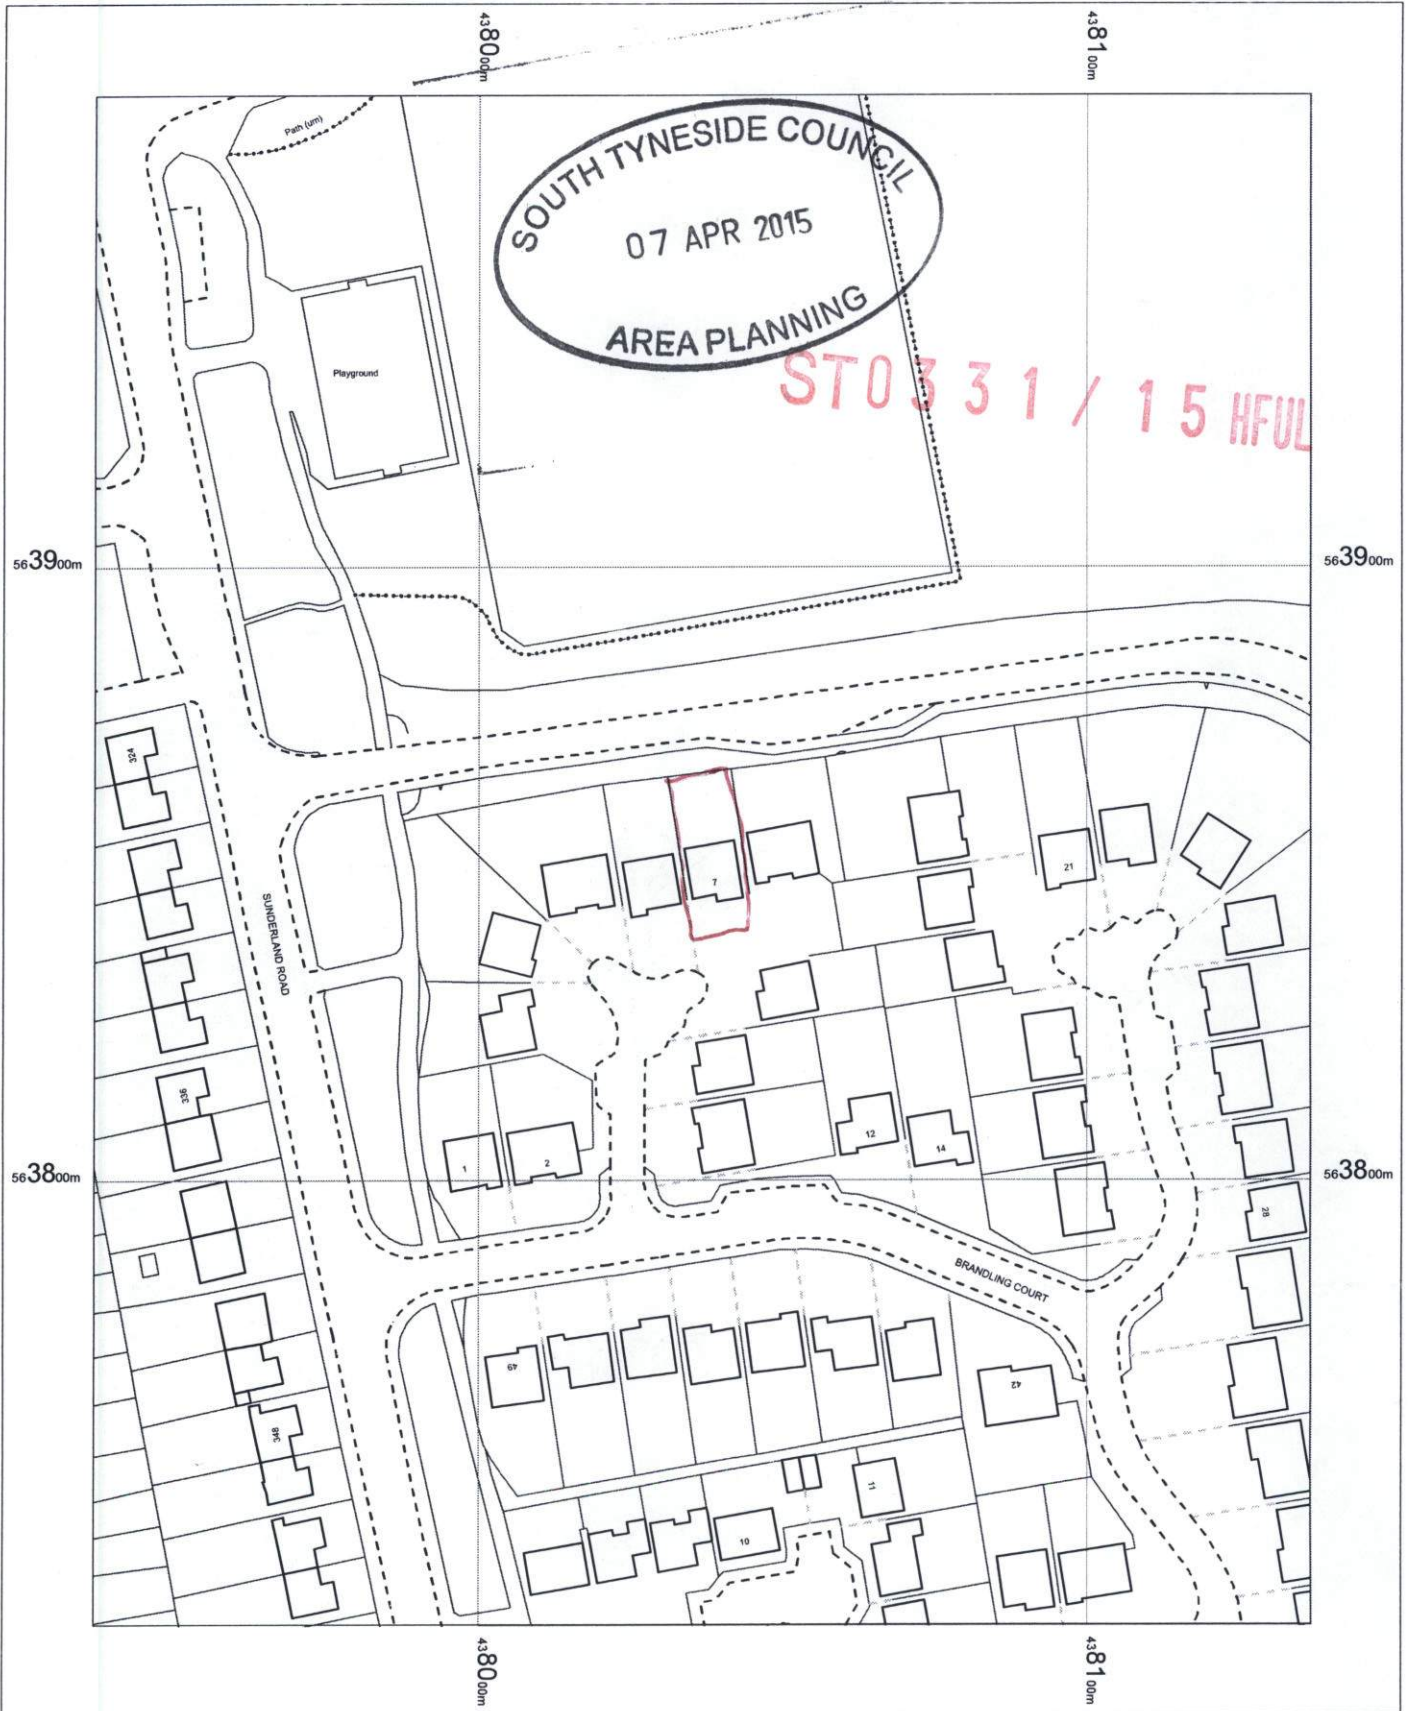 438000m
438100m
Path (um)
SOUTH TYNESIDE COUNCIL
07 APR 2015
AREA PLANNING
ST0331/15 HFUL
Playground
563900m
563900m
324
7
21
SUNDERLAND ROAD
336
12
14
1
2
563800m
563800m
28
BRANDLING COURT
49
42
348
11
10
438000m
438100m